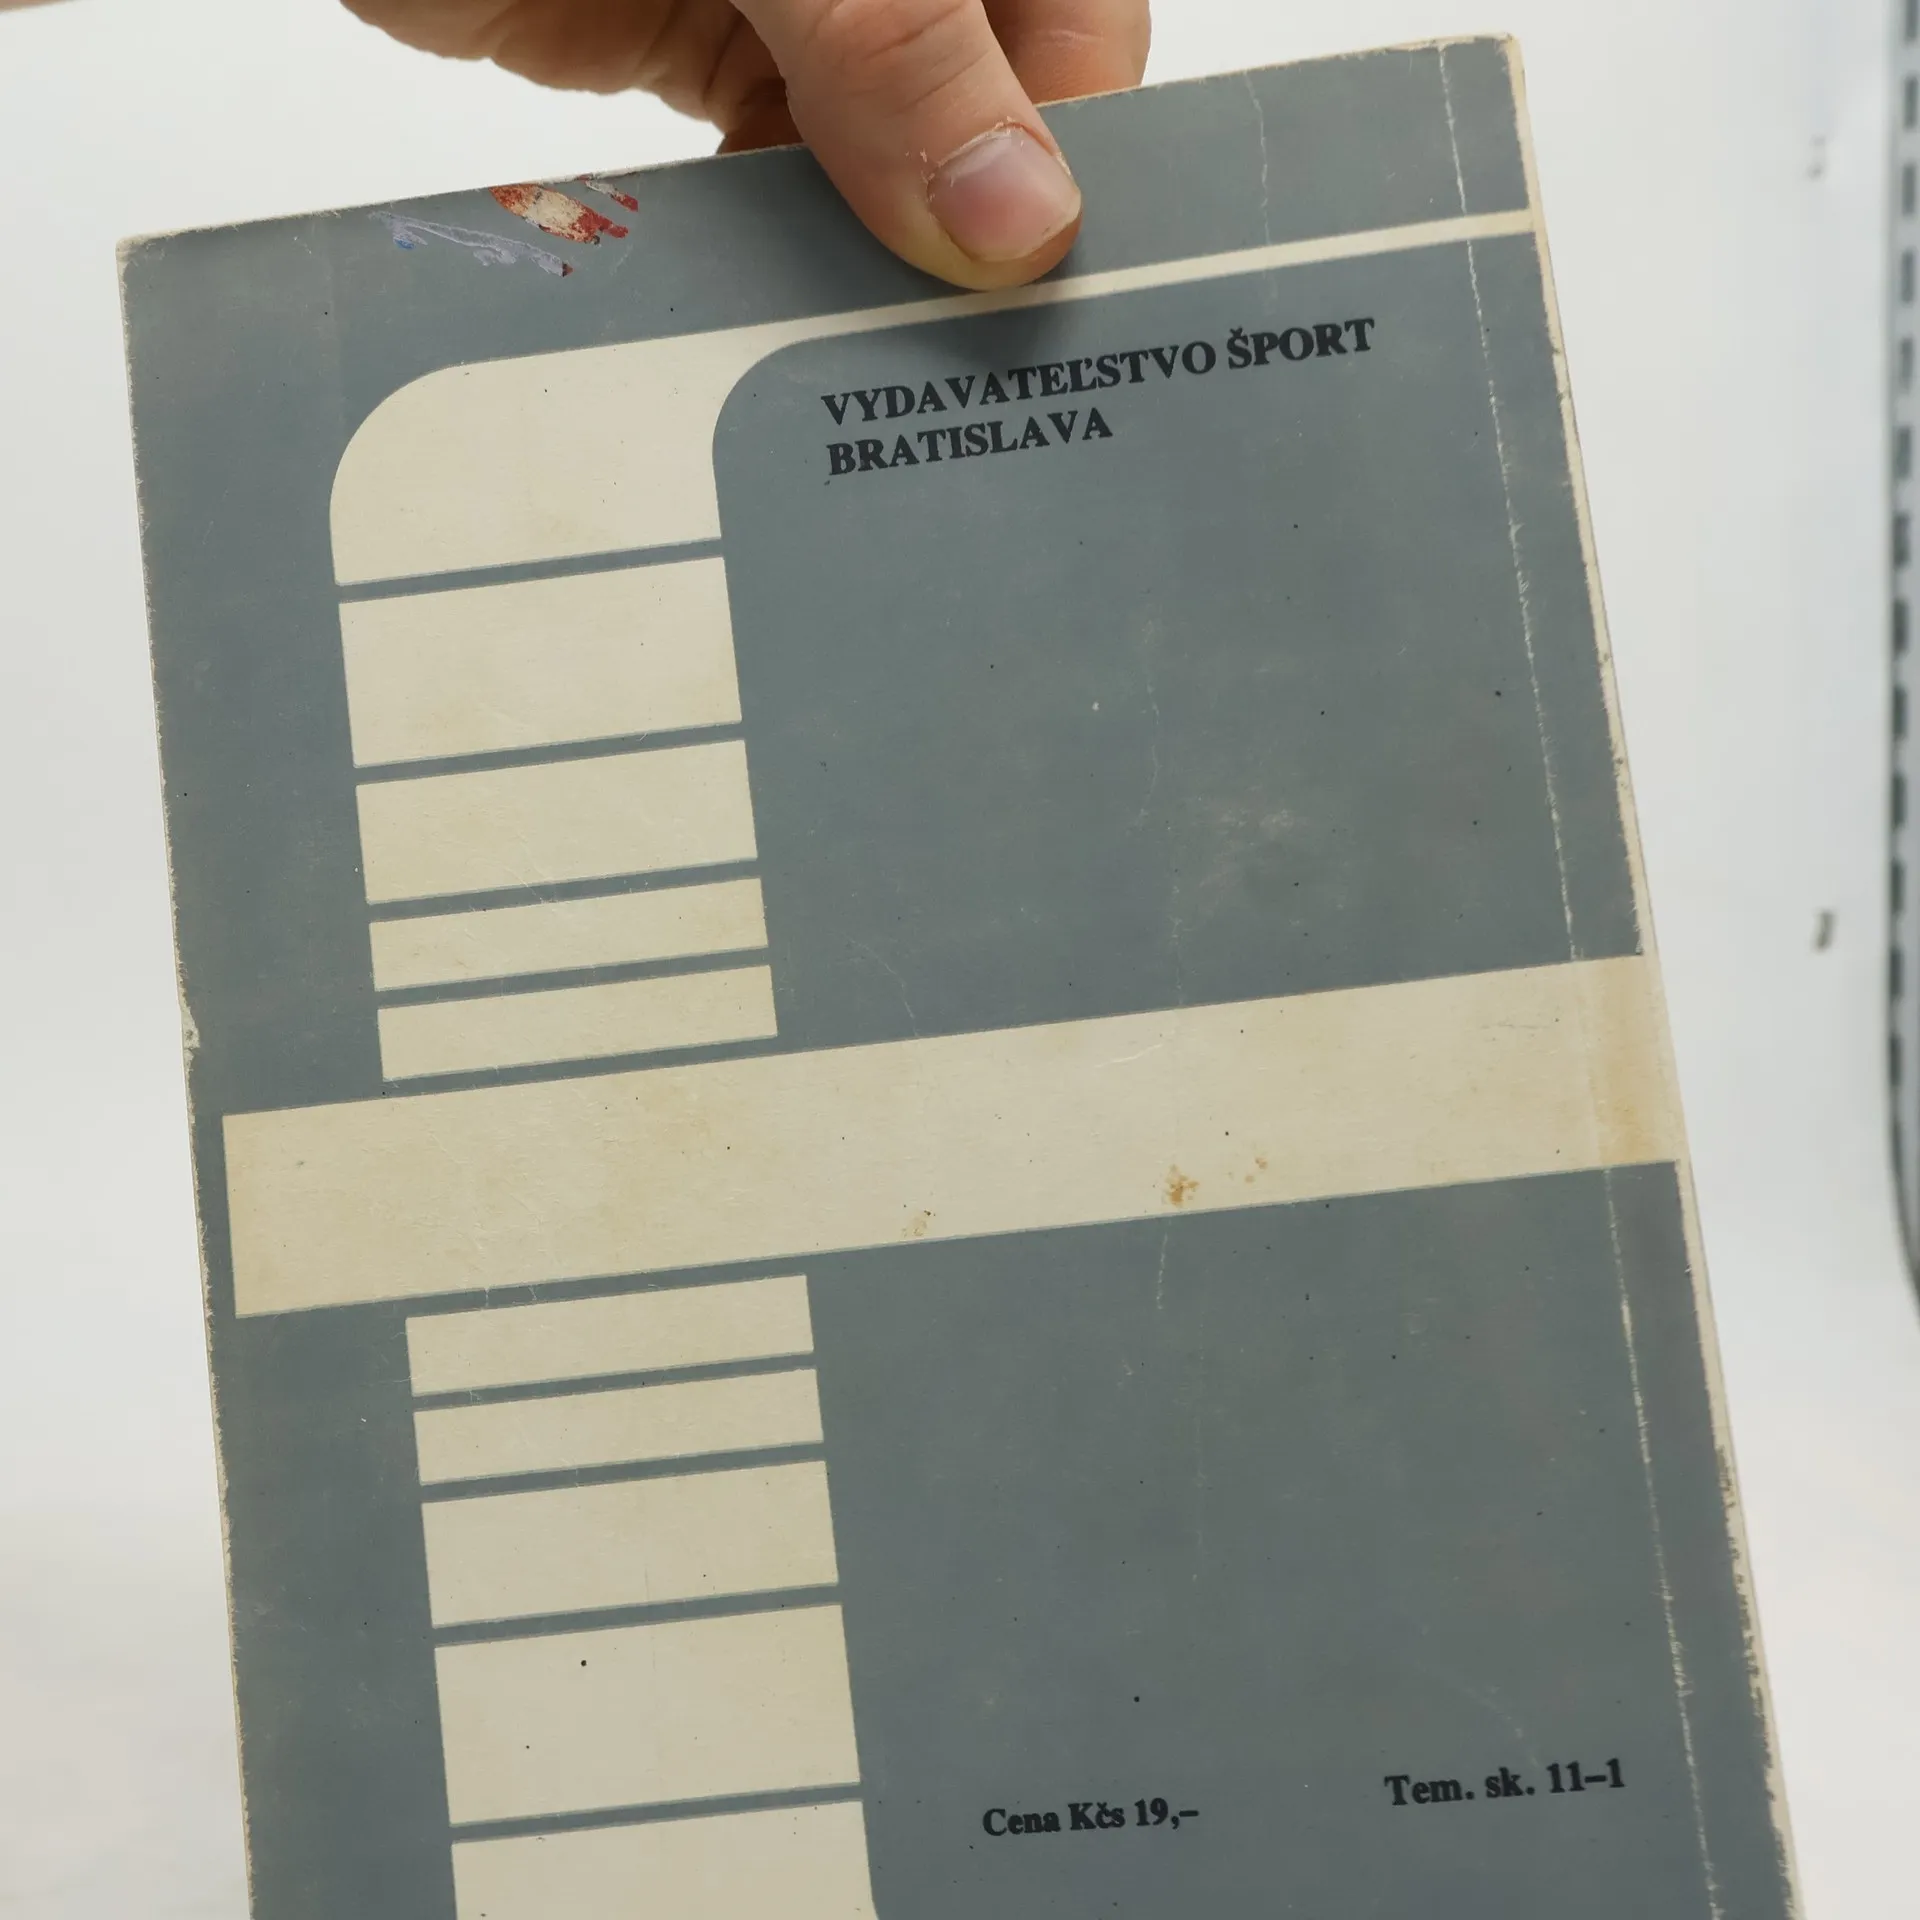 VYDAVATEĽSTVO ŠPORT
BRATISLAVA
Cena Kčs 19,–
Tem. sk. 11–1